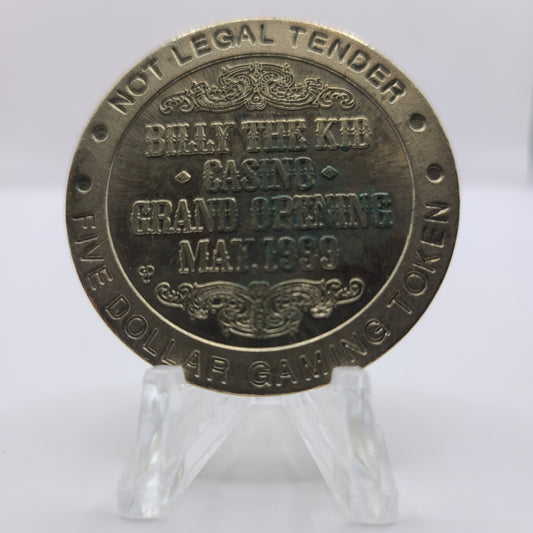 NOT LEGAL TENDER
BILLY THE KID
CASINO
GRAND OPENING
MAY, 1999
FIVE DOLLAR GAMING TOKEN